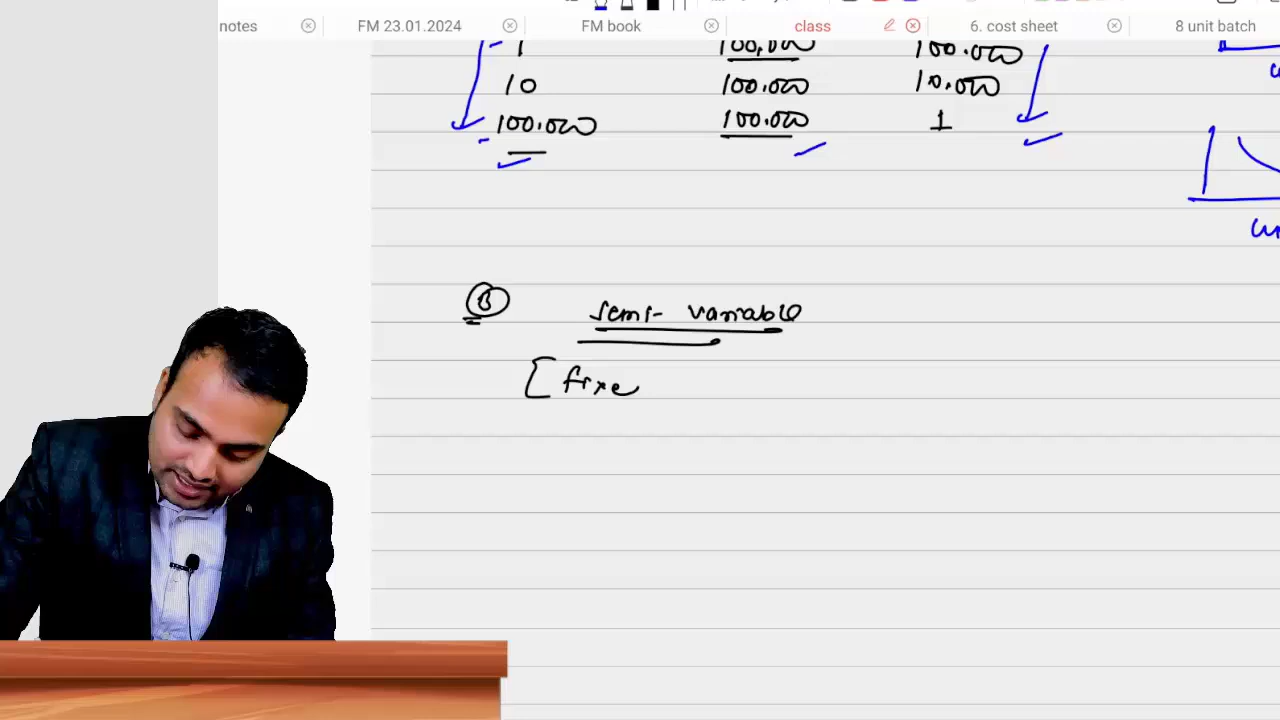 notes FM 23.01.2024 FM book class 6. cost sheet 8 unit batch
1 100,000 100.000
10 100.000 10.000
100.000 100.000 1
B semi- variable
[ fixe